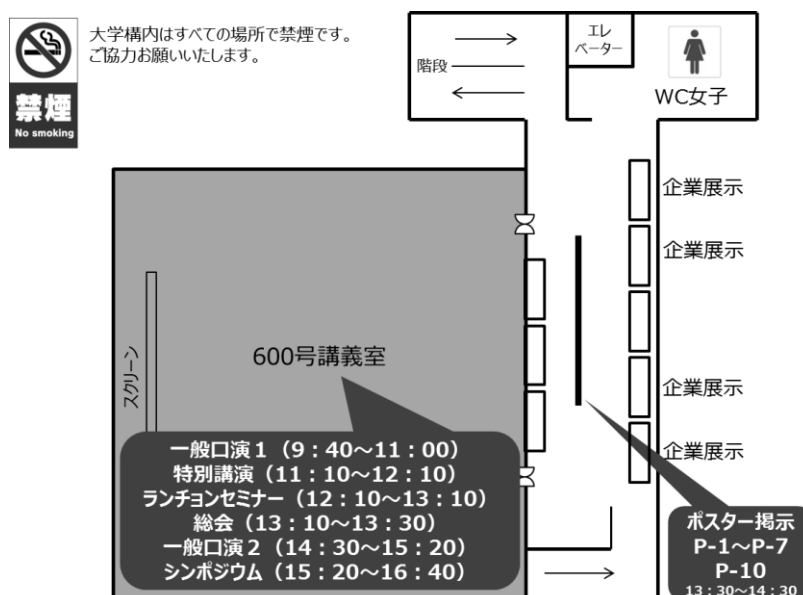 大学構内はすべての場所で禁煙です。
ご協力お願いいたします。
禁煙
No smoking
階段
エレ
ベーター
WC女子
企業展示
企業展示
企業展示
企業展示
スクリーン
600号講義室
一般口演1（9：40～11：00）
特別講演（11：10～12：10）
ランチョンセミナー（12：10～13：10）
総会（13：10～13：30）
一般口演2（14：30～15：20）
シンポジウム（15：20～16：40）
ポスター掲示
P-1～P-7
P-10
13：30～14：30